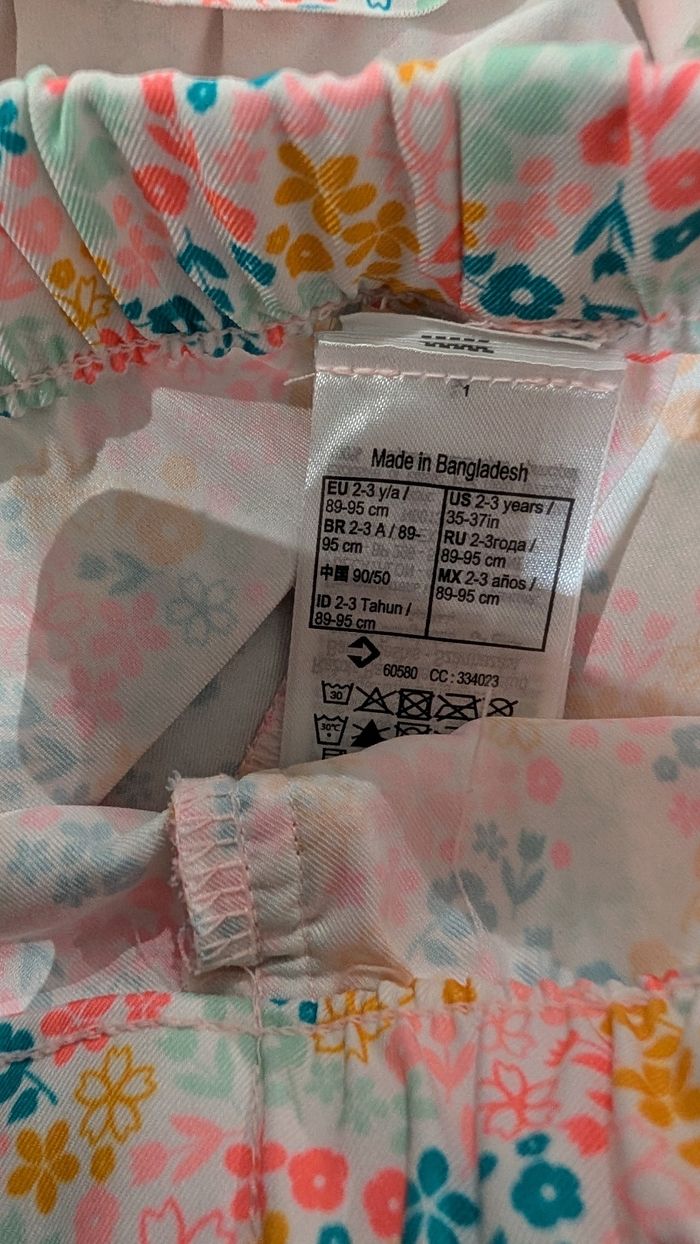 1
Made in Bangladesh
EU 2-3 y/a /
89-95 cm
BR 2-3 A / 89-
95 cm
中国 90/50
ID 2-3 Tahun /
89-95 cm
US 2-3 years /
35-37in
RU 2-3года /
89-95 cm
MX 2-3 años /
89-95 cm
60580 CC : 334023
30
30°C